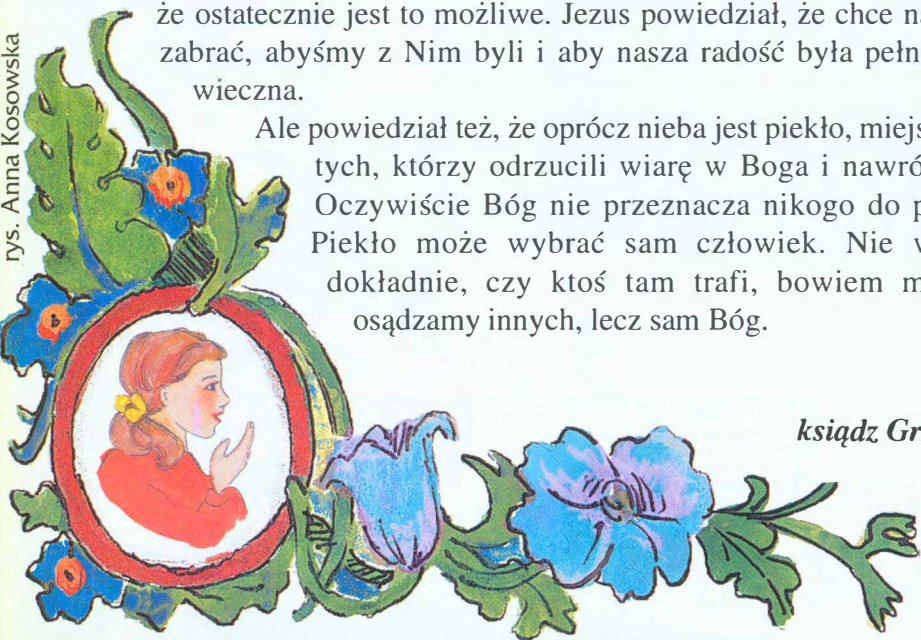 że ostatecznie jest to możliwe. Jezus powiedział, że chce na
zabrać, abyśmy z Nim byli i aby nasza radość była pełn
wieczna.
Ale powiedział też, że oprócz nieba jest piekło, miejs
tych, którzy odrzucili wiarę w Boga i nawró
Oczywiście Bóg nie przeznacza nikogo do p
Piekło może wybrać sam człowiek. Nie w
dokładnie, czy ktoś tam trafi, bowiem m
osądzamy innych, lecz sam Bóg.
ksiądz Gr
rys. Anna Kosowska